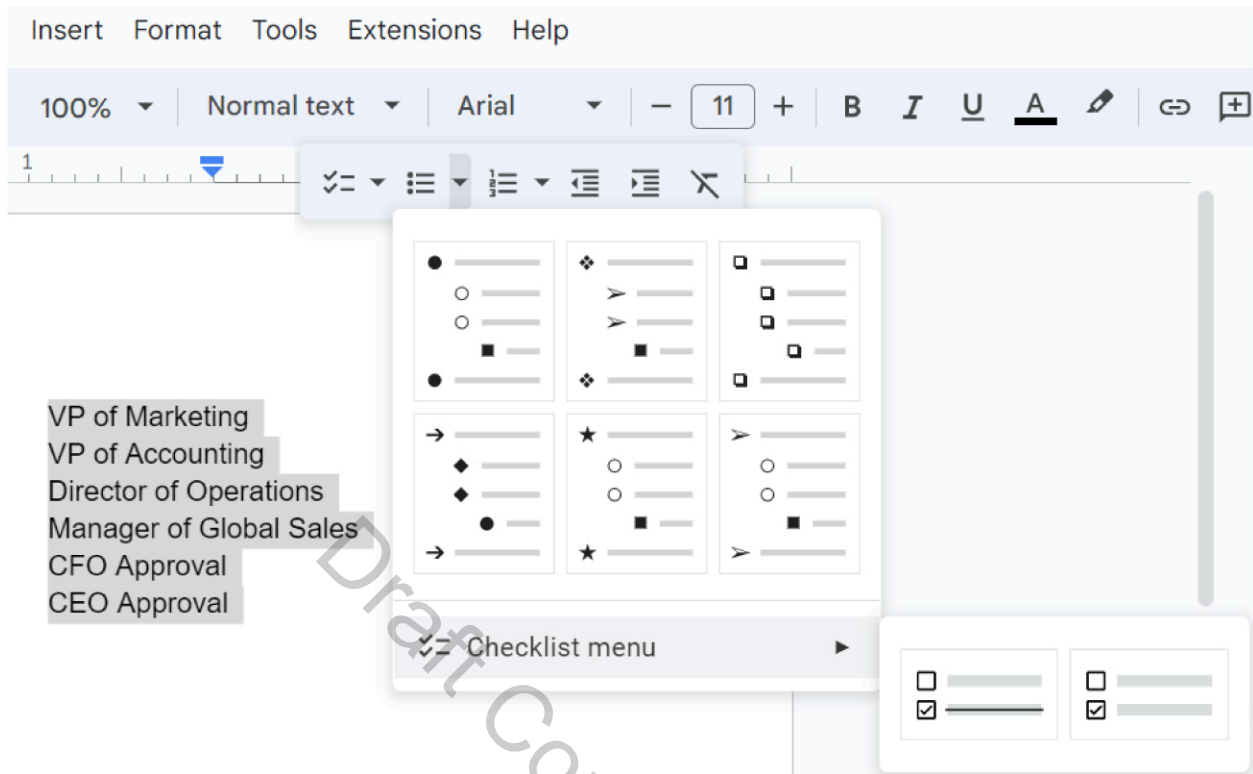 Insert Format Tools Extensions Help
100% Normal text Arial 11 B I U A
1
VP of Marketing
VP of Accounting
Director of Operations
Manager of Global Sales
CFO Approval
CEO Approval
Checklist menu
Draft